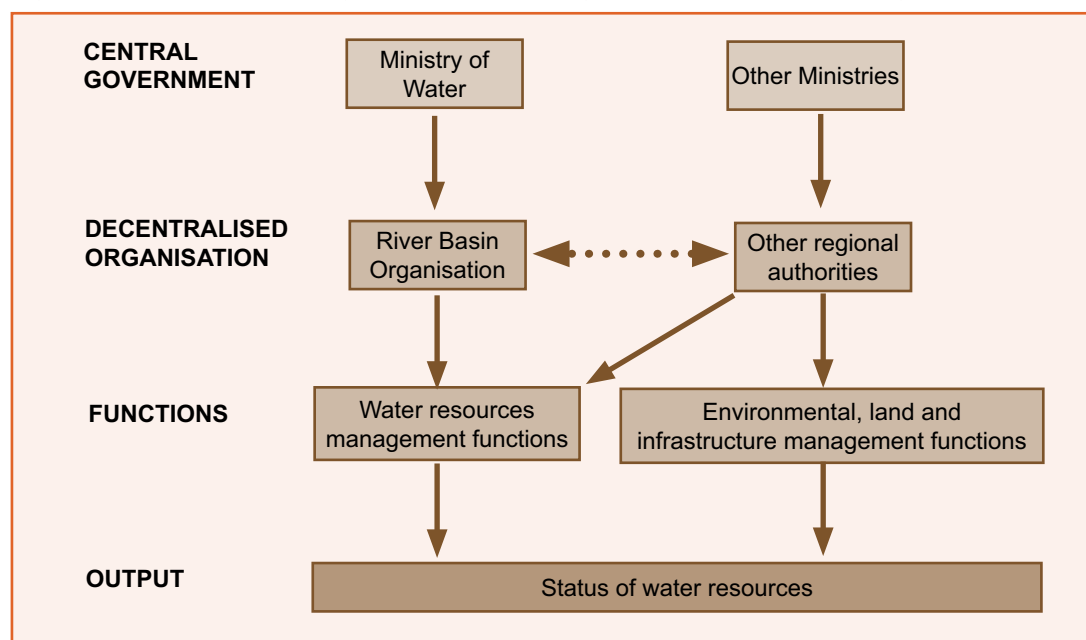 CENTRAL
GOVERNMENT
Ministry of
Water
Other Ministries
DECENTRALISED
ORGANISATION
River Basin
Organisation
Other regional
authorities
FUNCTIONS
Water resources
management functions
Environmental, land and
infrastructure management functions
OUTPUT
Status of water resources